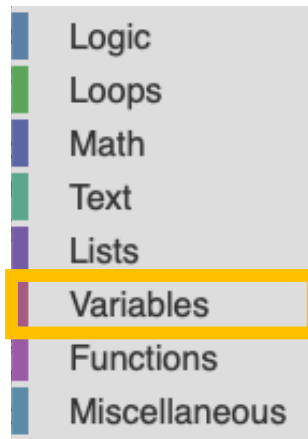 Logic
Loops
Math
Text
Lists
Variables
Functions
Miscellaneous